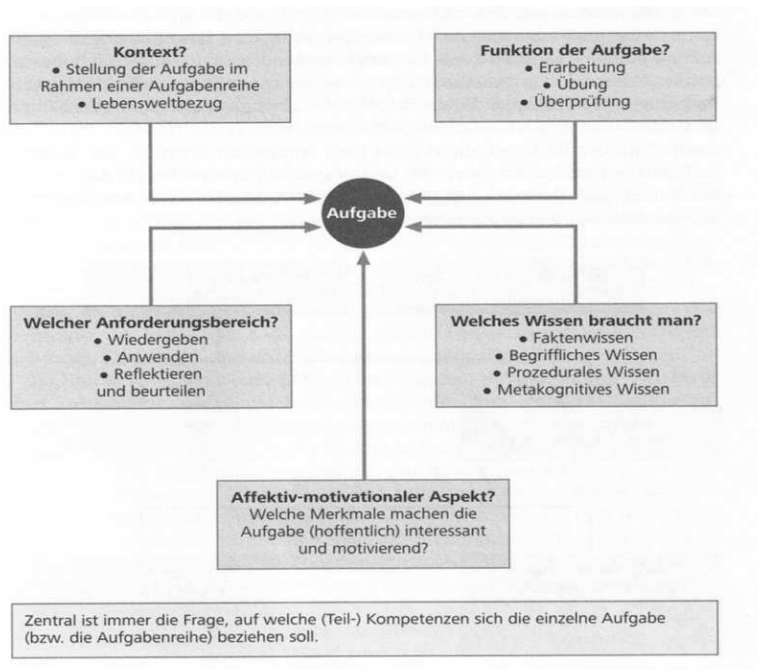 Kontext?
• Stellung der Aufgabe im
Rahmen einer Aufgabenreihe
• Lebensweltbezug
Funktion der Aufgabe?
• Erarbeitung
• Übung
• Überprüfung
Aufgabe
Welcher Anforderungsbereich?
• Wiedergeben
• Anwenden
• Reflektieren
und beurteilen
Welches Wissen braucht man?
• Faktenwissen
• Begriffliches Wissen
• Prozedurales Wissen
• Metakognitives Wissen
Affektiv-motivationaler Aspekt?
Welche Merkmale machen die
Aufgabe (hoffentlich) interessant
und motivierend?
Zentral ist immer die Frage, auf welche (Teil-) Kompetenzen sich die einzelne Aufgabe
(bzw. die Aufgabenreihe) beziehen soll.